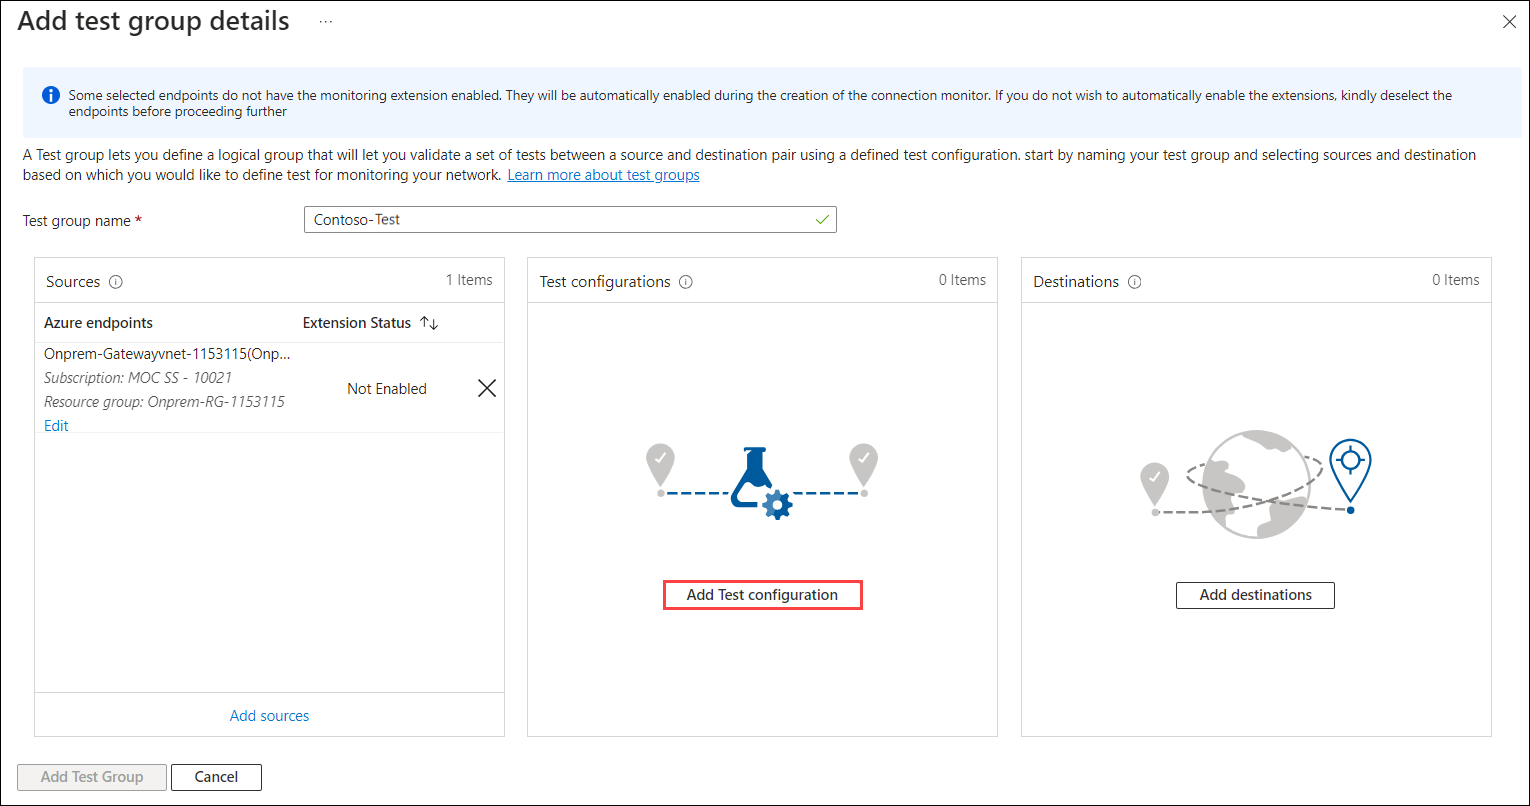 Add test group details ...
Some selected endpoints do not have the monitoring extension enabled. They will be automatically enabled during the creation of the connection monitor. If you do not wish to automatically enable the extensions, kindly deselect the
endpoints before proceeding further
A Test group lets you define a logical group that will let you validate a set of tests between a source and destination pair using a defined test configuration. start by naming your test group and selecting sources and destination
based on which you would like to define test for monitoring your network. Learn more about test groups
Test group name *
Contoso-Test
Sources
1 Items
Azure endpoints
Extension Status
Onprem-Gatewayvnet-1153115(Onp...
Subscription: MOC SS - 10021
Resource group: Onprem-RG-1153115
Not Enabled
Edit
Add sources
Test configurations
0 Items
Add Test configuration
Destinations
0 Items
Add destinations
Add Test Group
Cancel